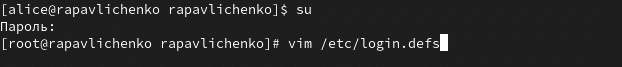 [alice@rapavlichenko rapavlichenko]$ su
Пароль:
[root@rapavlichenko rapavlichenko]# vim /etc/login.defs